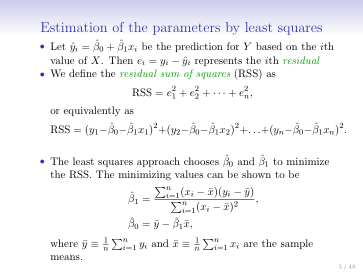 Estimation of the parameters by least squares
• Let ŷᵢ = β̂₀ + β̂₁xᵢ be the prediction for Y based on the ith
value of X. Then eᵢ = yᵢ − ŷᵢ represents the ith residual
• We define the residual sum of squares (RSS) as
RSS = e₁² + e₂² + · · · + eₙ²,
or equivalently as
RSS = (y₁−β̂₀−β̂₁x₁)²+(y₂−β̂₀−β̂₁x₂)²+. . .+(yₙ−β̂₀−β̂₁xₙ)².
• The least squares approach chooses β̂₀ and β̂₁ to minimize
the RSS. The minimizing values can be shown to be
β̂₁ = ∑ⁿᵢ₌₁(xᵢ − x̄)(yᵢ − ȳ) / ∑ⁿᵢ₌₁(xᵢ − x̄)²,
β̂₀ = ȳ − β̂₁x̄,
where ȳ ≡ 1/n ∑ⁿᵢ₌₁ yᵢ and x̄ ≡ 1/n ∑ⁿᵢ₌₁ xᵢ are the sample
means.
5 / 48